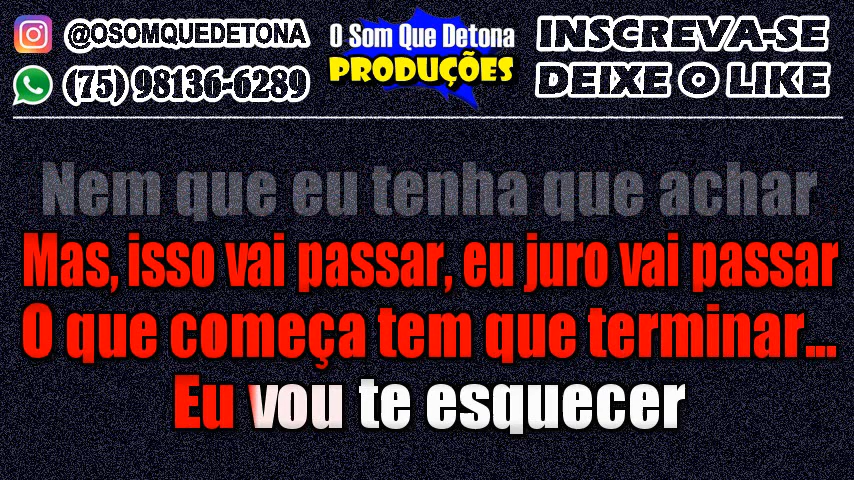 @OSOMQUEDETONA
(75) 98136-6289
O Som Que Detona
PRODUÇÕES
INSCREVA-SE
DEIXE O LIKE
Nem que eu tenha que achar
Mas, isso vai passar, eu juro vai passar
O que começa tem que terminar...
Eu vou te esquecer